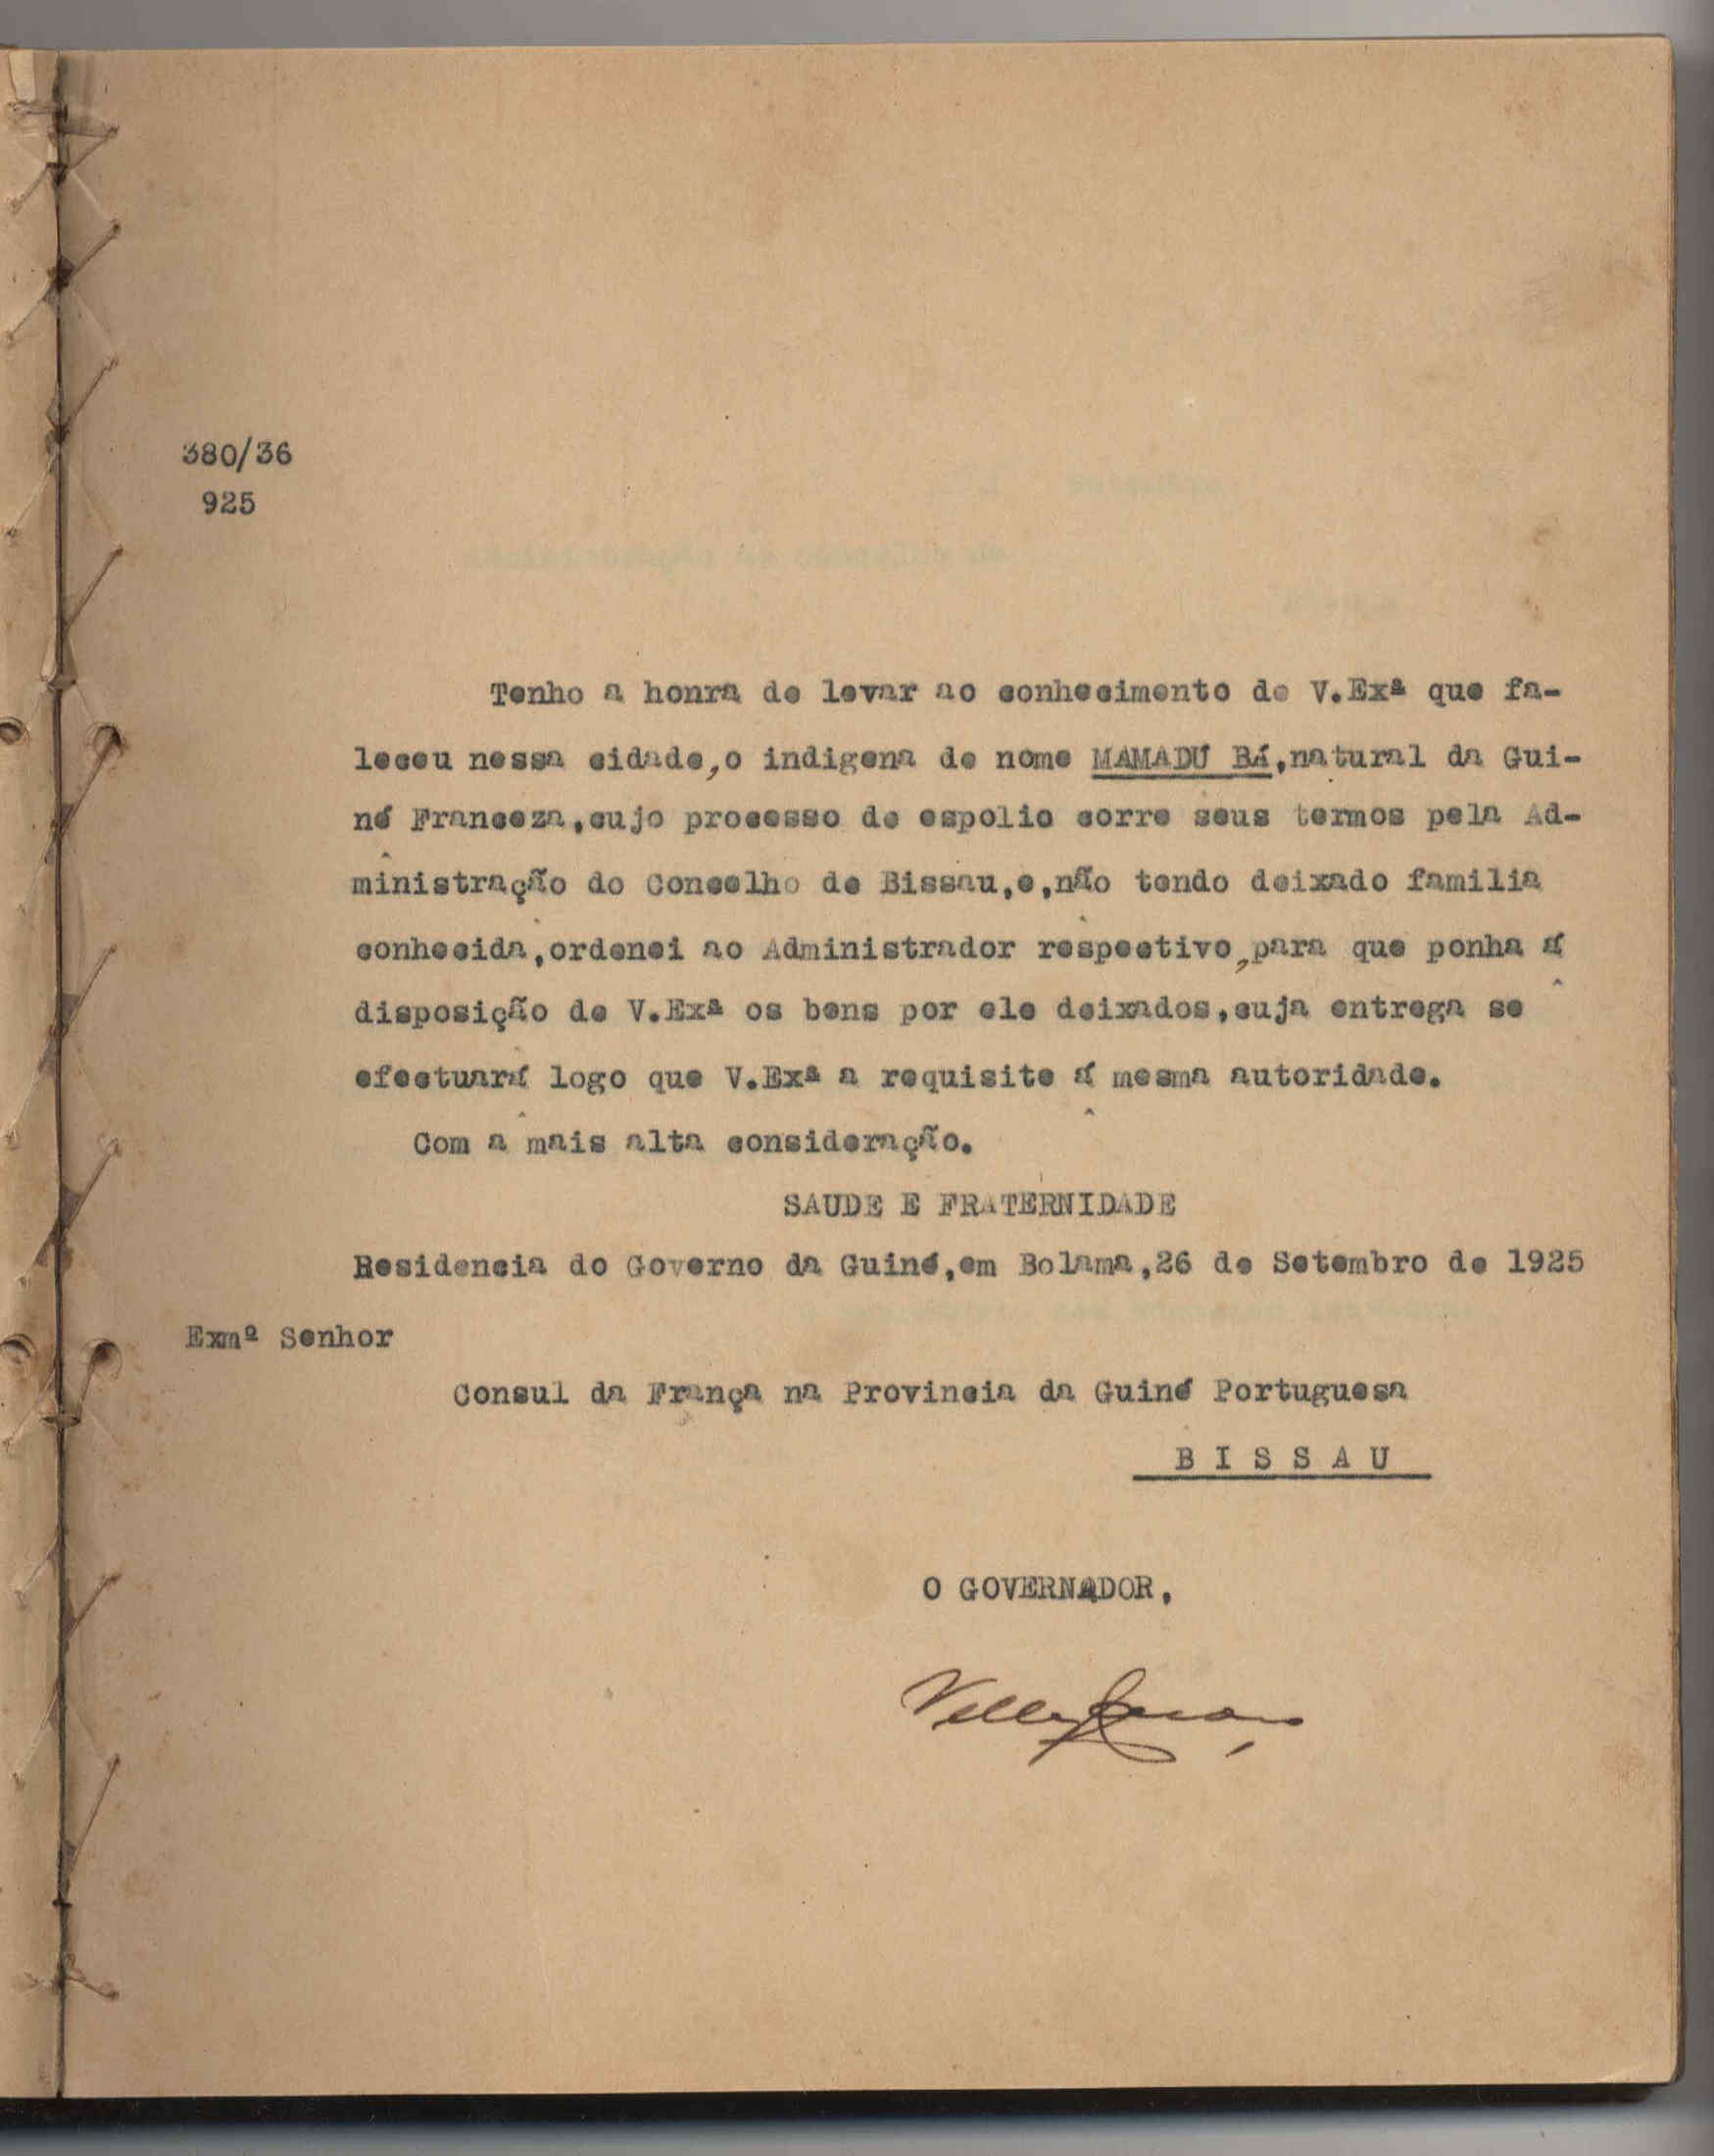 380/36
925
Tenho a honra de levar ao conhecimento de V.Exª que fa-
leceu nessa cidade,o indigena de nome MAMADÚ BÁ,natural da Gui-
né Franceza,cujo processo de espolio corre seus termos pela Ad-
ministração do Conselho de Bissau,e,não tendo deixado familia
conhecida,ordenei ao Administrador respectivo,para que ponha á
disposição de V.Exª os bens por ele deixados,cuja entrega se
efectuará logo que V.Exª a requisite á mesma autoridade.
Com a mais alta consideração.
SAUDE E FRATERNIDADE
Residencia do Governo da Guiné,em Bolama,26 de Setembro de 1925
Exmº Senhor
Consul da França na Provincia da Guiné Portuguesa
B I S S A U
O GOVERNADOR,